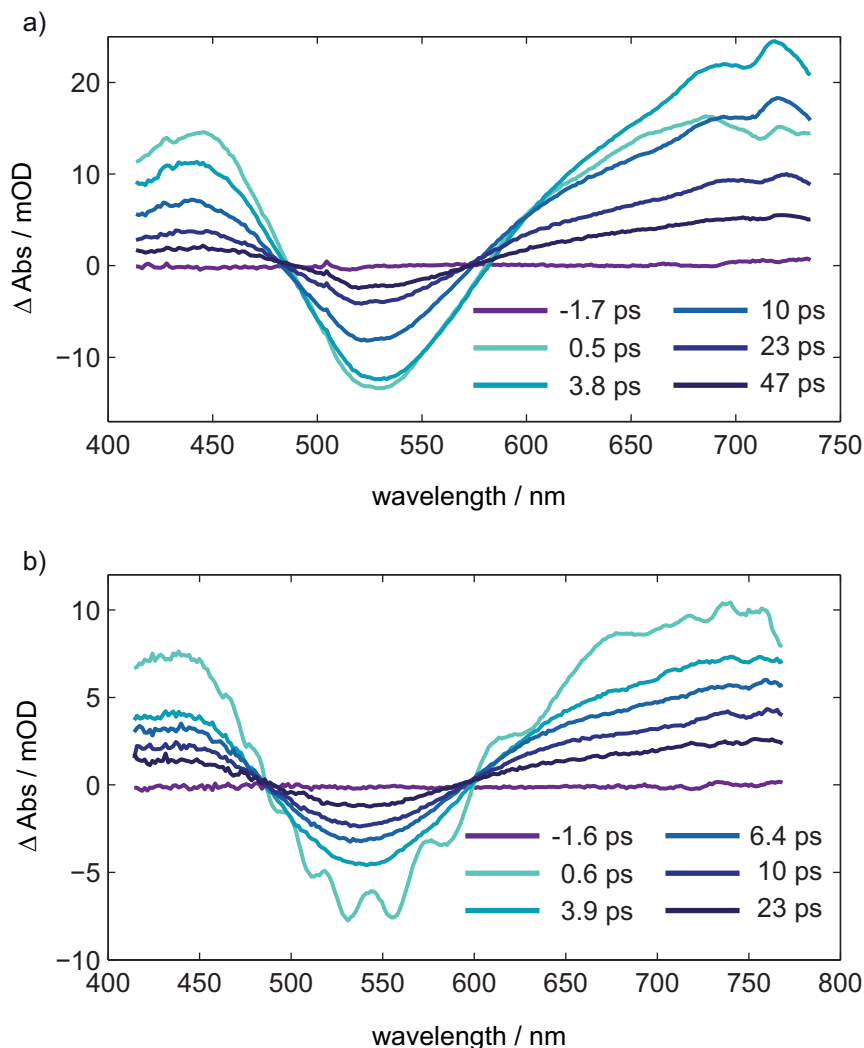 a)
20
10
0
−10
Δ Abs / mOD
-1.7 ps 10 ps
0.5 ps 23 ps
3.8 ps 47 ps
400 450 500 550 600 650 700 750
wavelength / nm
b)
10
5
0
−5
−10
Δ Abs / mOD
-1.6 ps 6.4 ps
0.6 ps 10 ps
3.9 ps 23 ps
400 450 500 550 600 650 700 750 800
wavelength / nm